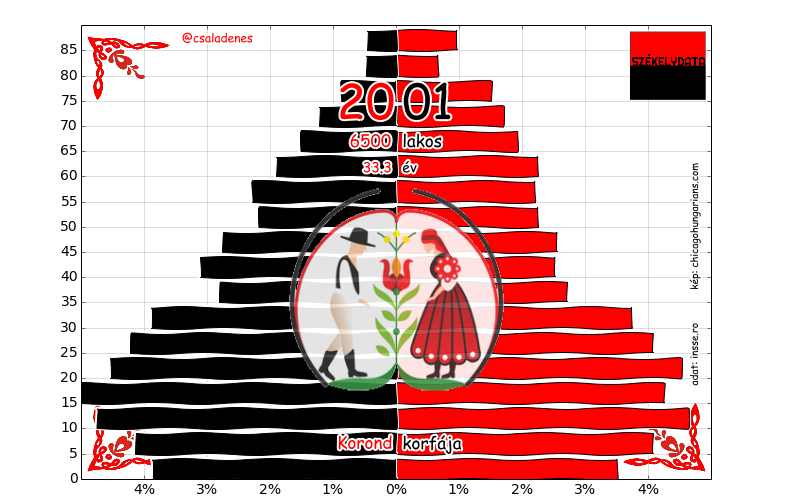 @csaladenes
SZÉKELYDATA
2001
6500 lakos
33.3 év
kép: chicagohungarians.com
adat: insse.ro
Korond korfája
85
80
75
70
65
60
55
50
45
40
35
30
25
20
15
10
5
0
4% 3% 2% 1% 0% 1% 2% 3% 4%